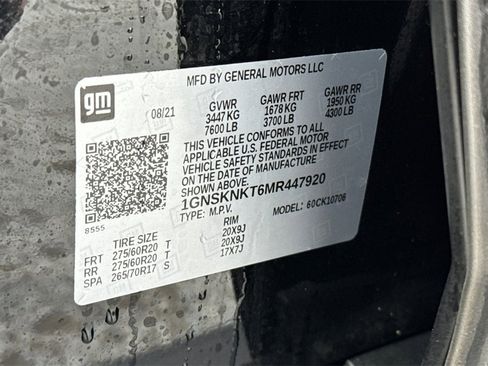 MFD BY GENERAL MOTORS LLC
gm
08/21
GVWR GAWR FRT GAWR RR
3447 KG 1678 KG 1950 KG
7600 LB 3700 LB 4300 LB
THIS VEHICLE CONFORMS TO ALL
APPLICABLE U.S. FEDERAL MOTOR
VEHICLE SAFETY STANDARDS IN EFFECT
ON THE DATE OF MANUFACTURE
SHOWN ABOVE.
1GNSKNKT6MR447920
TYPE: M.P.V. MODEL: 60CK10706
8555
TIRE SIZE RIM
FRT 275/60R20 T 20X9J
RR 275/60R20 T 20X9J
SPA 265/70R17 S 17X7J